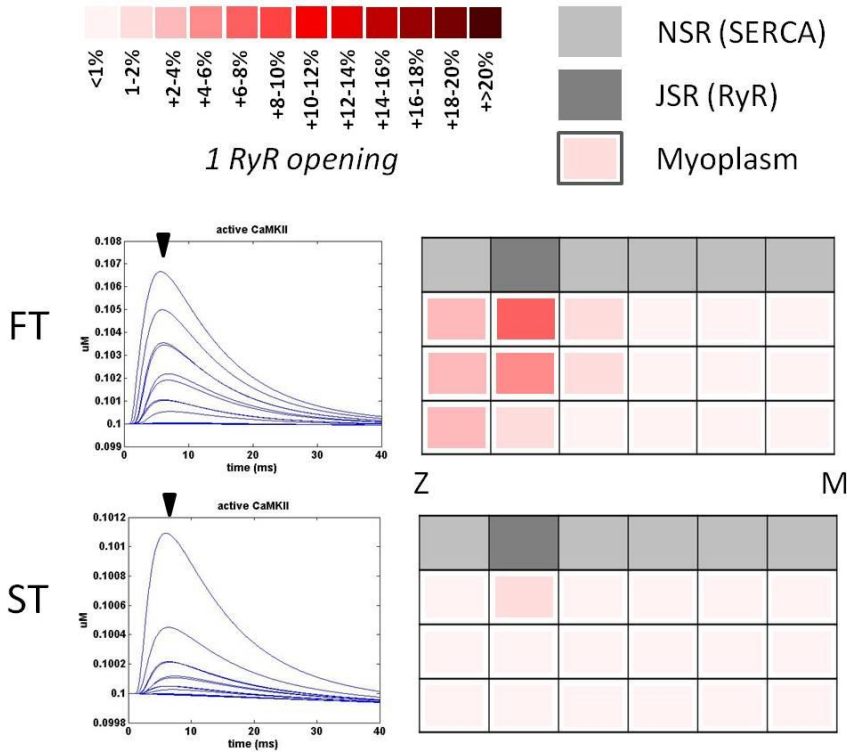 <1%
1-2%
+2-4%
+4-6%
+6-8%
+8-10%
+10-12%
+12-14%
+14-16%
+16-18%
+18-20%
+>20%
1 RyR opening
NSR (SERCA)
JSR (RyR)
Myoplasm
FT
active CaMKII
0.108
0.107
0.106
0.105
0.104
0.103
0.102
0.101
0.1
0.099
uM
0
10
20
30
40
time (ms)
Z
M
ST
active CaMKII
0.1012
0.101
0.1008
0.1006
0.1004
0.1002
0.1
0.0998
uM
0
10
20
30
40
time (ms)